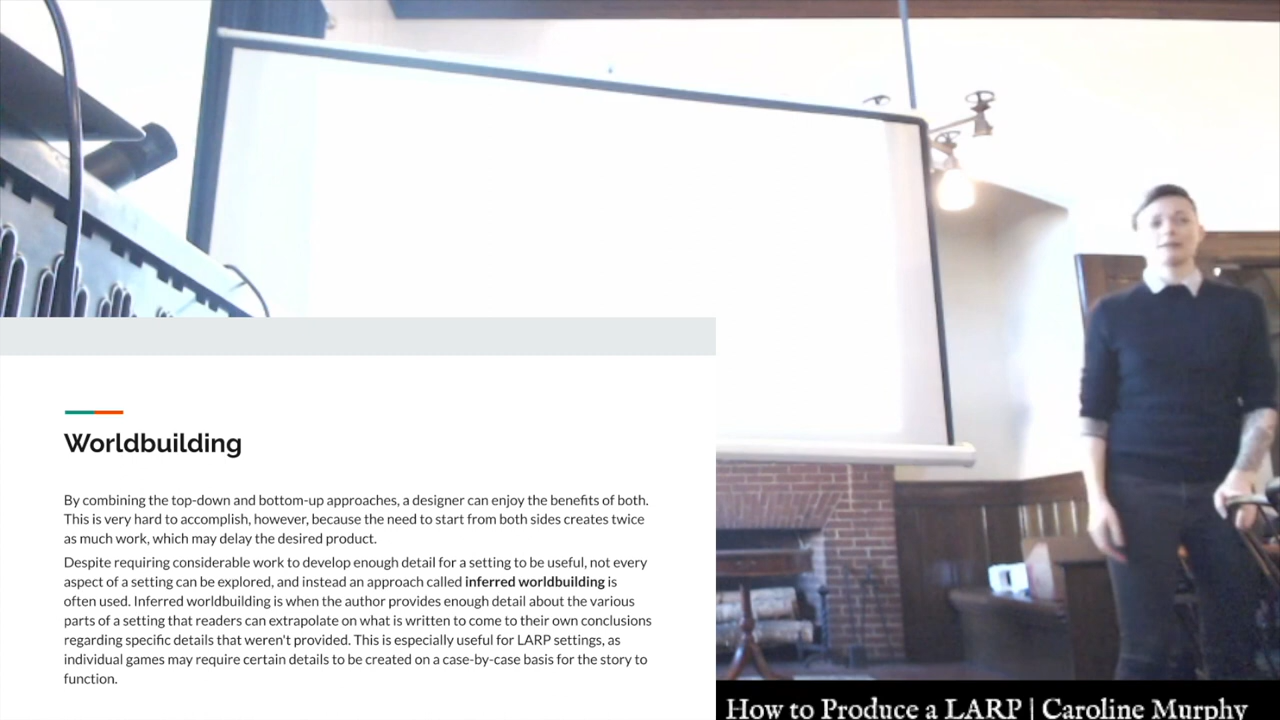 Worldbuilding
By combining the top-down and bottom-up approaches, a designer can enjoy the benefits of both.
This is very hard to accomplish, however, because the need to start from both sides creates twice
as much work, which may delay the desired product.
Despite requiring considerable work to develop enough detail for a setting to be useful, not every
aspect of a setting can be explored, and instead an approach called inferred worldbuilding is
often used. Inferred worldbuilding is when the author provides enough detail about the various
parts of a setting that readers can extrapolate on what is written to come to their own conclusions
regarding specific details that weren't provided. This is especially useful for LARP settings, as
individual games may require certain details to be created on a case-by-case basis for the story to
function.
How to Produce a LARP | Caroline Murphy